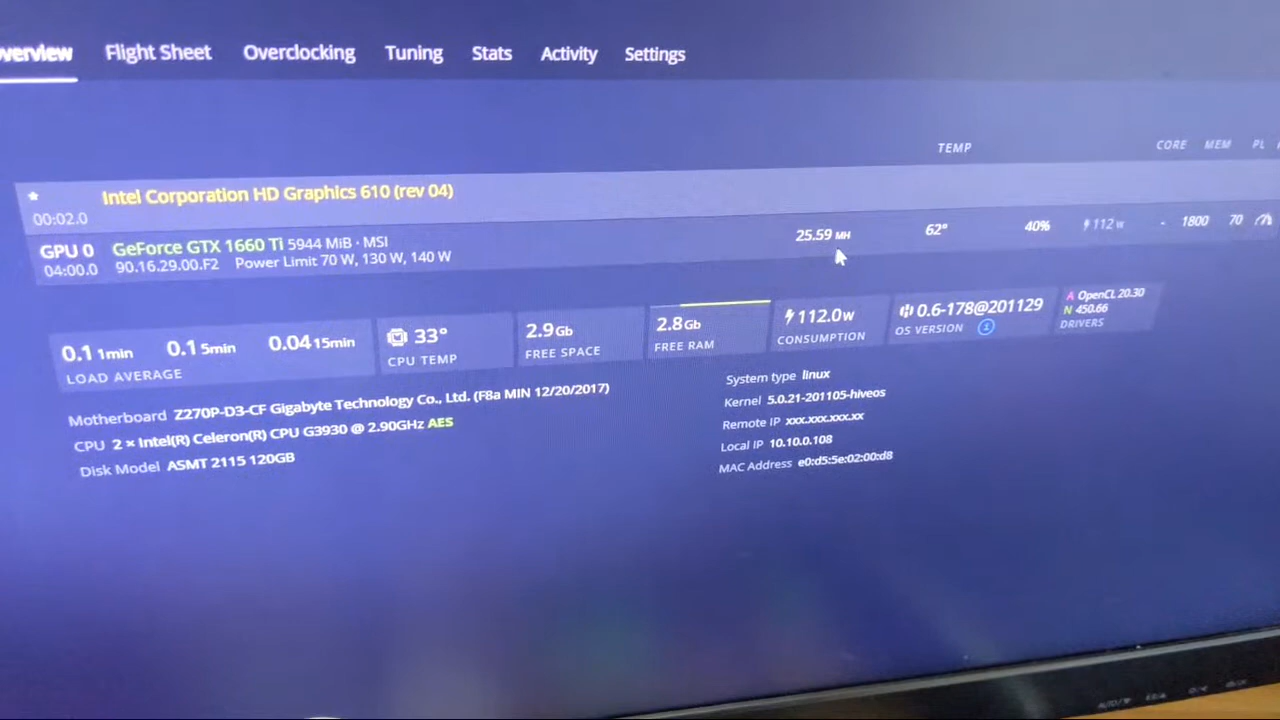 verview Flight Sheet Overclocking Tuning Stats Activity Settings
TEMP CORE MEM PL
Intel Corporation HD Graphics 610 (rev 04)
00:02.0
GPU 0 GeForce GTX 1660 Ti 5944 MiB · MSI 25.59 MH 62° 40% 112 w - 1800 70
04:00.0 90.16.29.00.F2 Power Limit 70 W, 130 W, 140 W
0.1 1min 0.1 5min 0.04 15min
LOAD AVERAGE
33°
CPU TEMP
2.9Gb
FREE SPACE
2.8Gb
FREE RAM
112.0w
CONSUMPTION
0.6-178@201129
OS VERSION
A OpenCL 20.30
N 450.66
DRIVERS
Motherboard Z270P-D3-CF Gigabyte Technology Co., Ltd. (F8a MIN 12/20/2017)
CPU 2 × Intel(R) Celeron(R) CPU G3930 @ 2.90GHz AES
Disk Model ASMT 2115 120GB
System type linux
Kernel 5.0.21-201105-hiveos
Remote IP xxx.xxx.xxx.xx
Local IP 10.10.0.108
MAC Address e0:d5:5e:02:00:d8